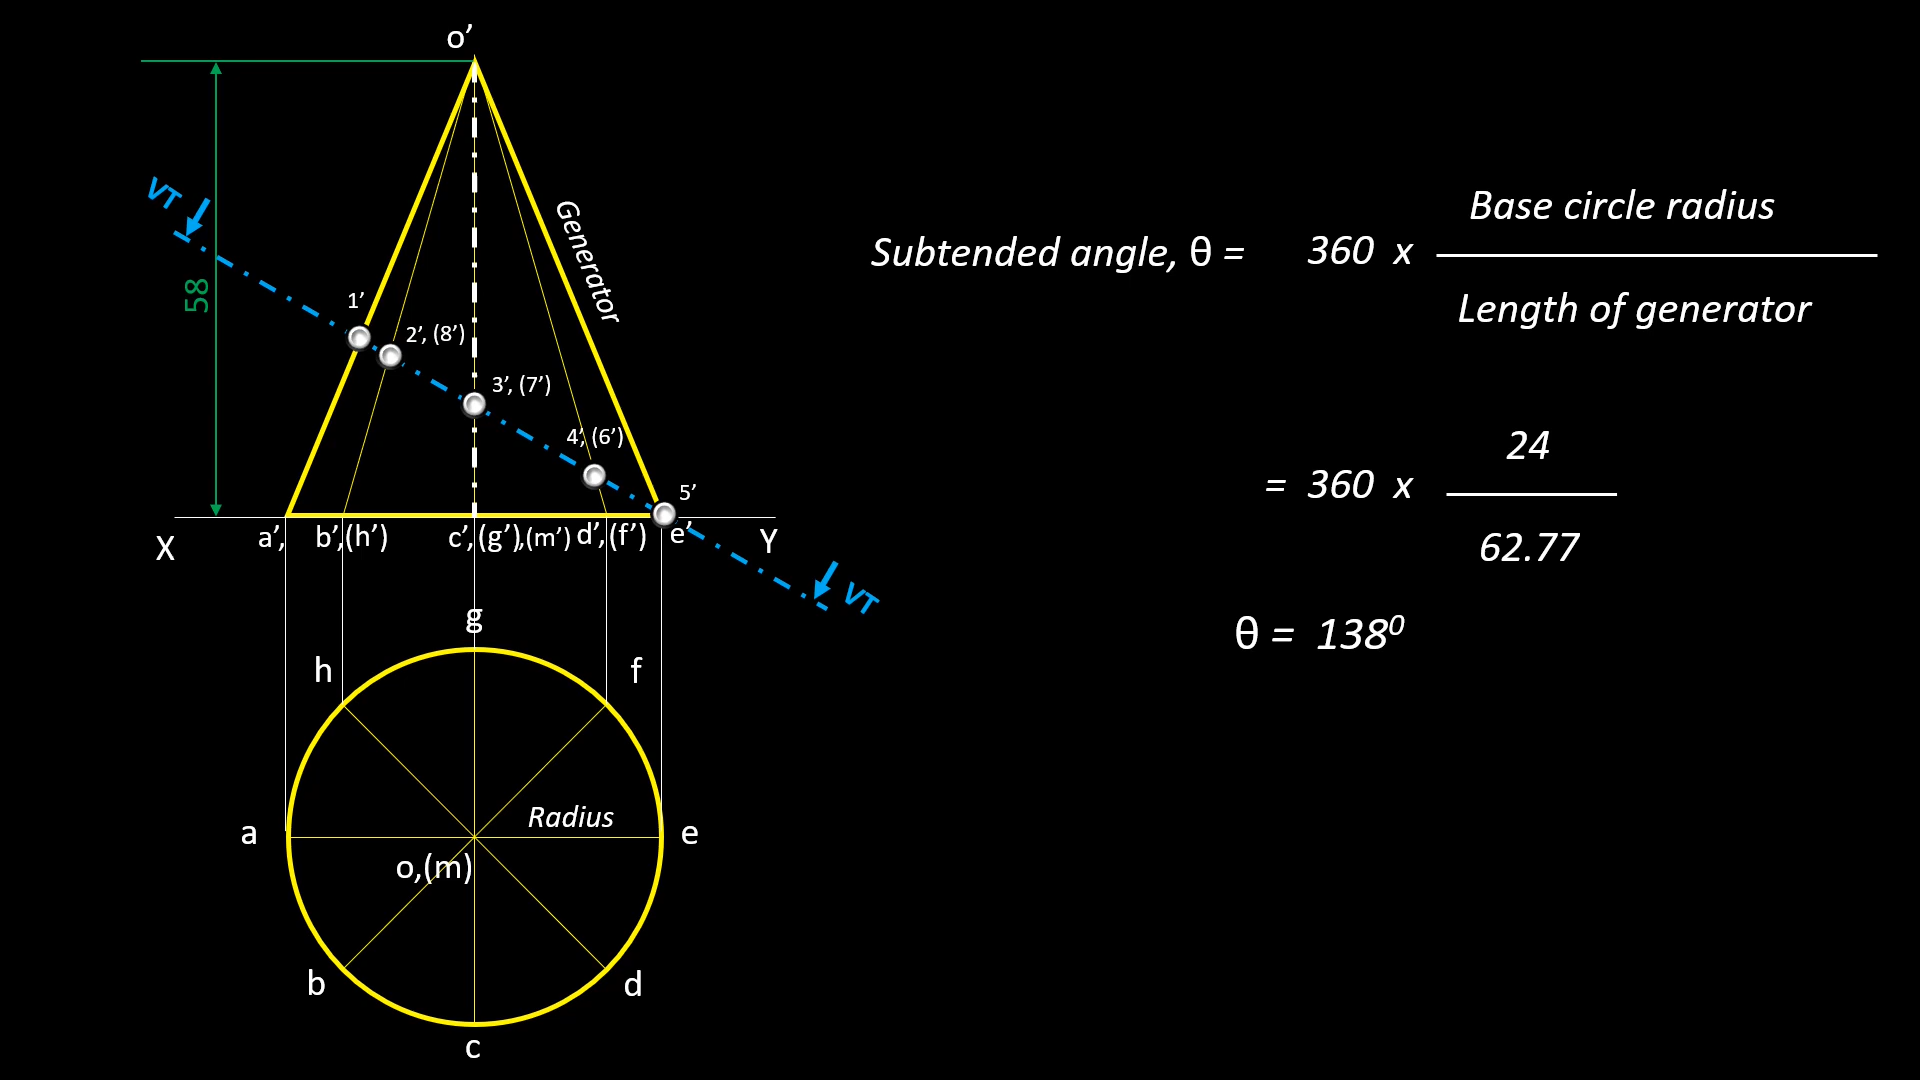 o’
VT
58
Generator
1’
2’, (8’)
3’, (7’)
4’, (6’)
5’
X
a’,
b’,(h’)
c’, (g’),(m’)
d’, (f’)
e’
Y
VT
g
h
f
a
Radius
e
o,(m)
b
d
c
Subtended angle, θ = 360 x Base circle radius
Length of generator
= 360 x 24
62.77
θ = 138⁰